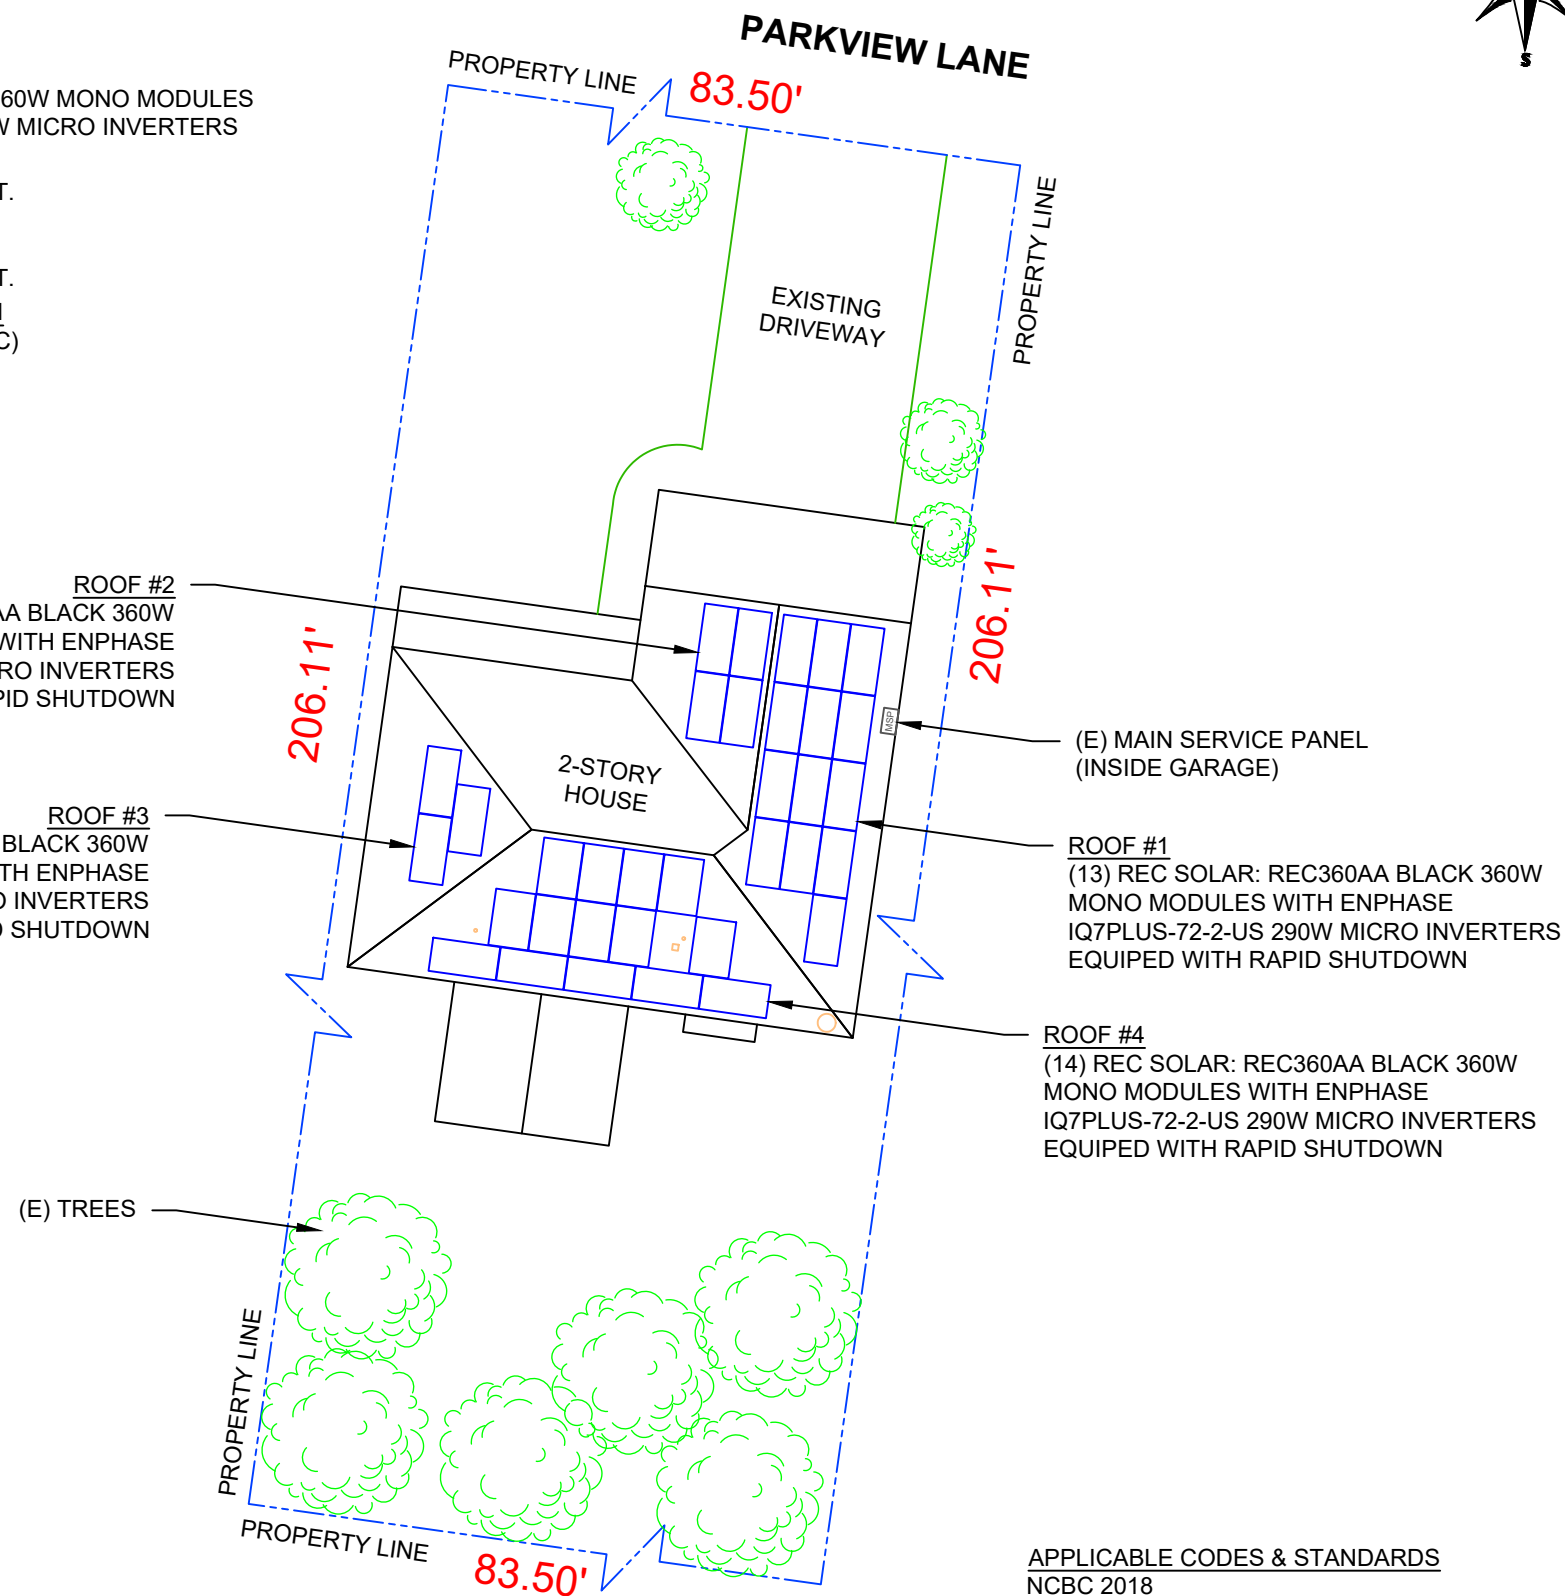 PARKVIEW LANE
S
60W MONO MODULES
MICRO INVERTERS
T.
T.
C)
PROPERTY LINE
83.50'
PROPERTY LINE
EXISTING
DRIVEWAY
ROOF #2
AA BLACK 360W
WITH ENPHASE
RO INVERTERS
PID SHUTDOWN
206.11'
206.11'
MSP
(E) MAIN SERVICE PANEL
(INSIDE GARAGE)
2-STORY
HOUSE
ROOF #3
BLACK 360W
TH ENPHASE
O INVERTERS
D SHUTDOWN
ROOF #1
(13) REC SOLAR: REC360AA BLACK 360W
MONO MODULES WITH ENPHASE
IQ7PLUS-72-2-US 290W MICRO INVERTERS
EQUIPED WITH RAPID SHUTDOWN
ROOF #4
(14) REC SOLAR: REC360AA BLACK 360W
MONO MODULES WITH ENPHASE
IQ7PLUS-72-2-US 290W MICRO INVERTERS
EQUIPED WITH RAPID SHUTDOWN
(E) TREES
PROPERTY LINE
PROPERTY LINE
83.50'
APPLICABLE CODES & STANDARDS
NCBC 2018